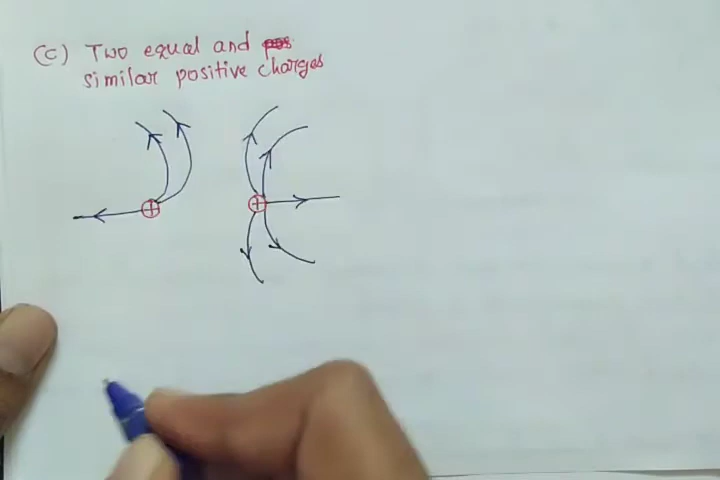 (C) Two equal and
similar positive charges
+ +